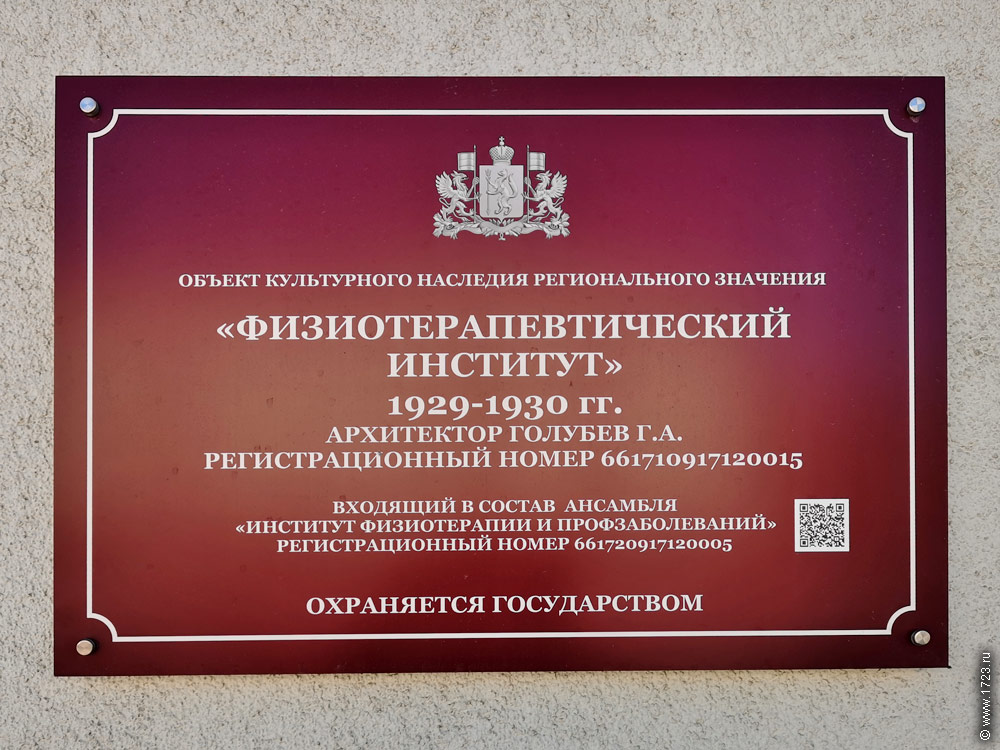 ОБЪЕКТ КУЛЬТУРНОГО НАСЛЕДИЯ РЕГИОНАЛЬНОГО ЗНАЧЕНИЯ
«ФИЗИОТЕРАПЕВТИЧЕСКИЙ
ИНСТИТУТ»
1929-1930 гг.
АРХИТЕКТОР ГОЛУБЕВ Г.А.
РЕГИСТРАЦИОННЫЙ НОМЕР 661710917120015
ВХОДЯЩИЙ В СОСТАВ АНСАМБЛЯ
«ИНСТИТУТ ФИЗИОТЕРАПИИ И ПРОФЗАБОЛЕВАНИЙ»
РЕГИСТРАЦИОННЫЙ НОМЕР 661720917120005
ОХРАНЯЕТСЯ ГОСУДАРСТВОМ
© www.1723.ru